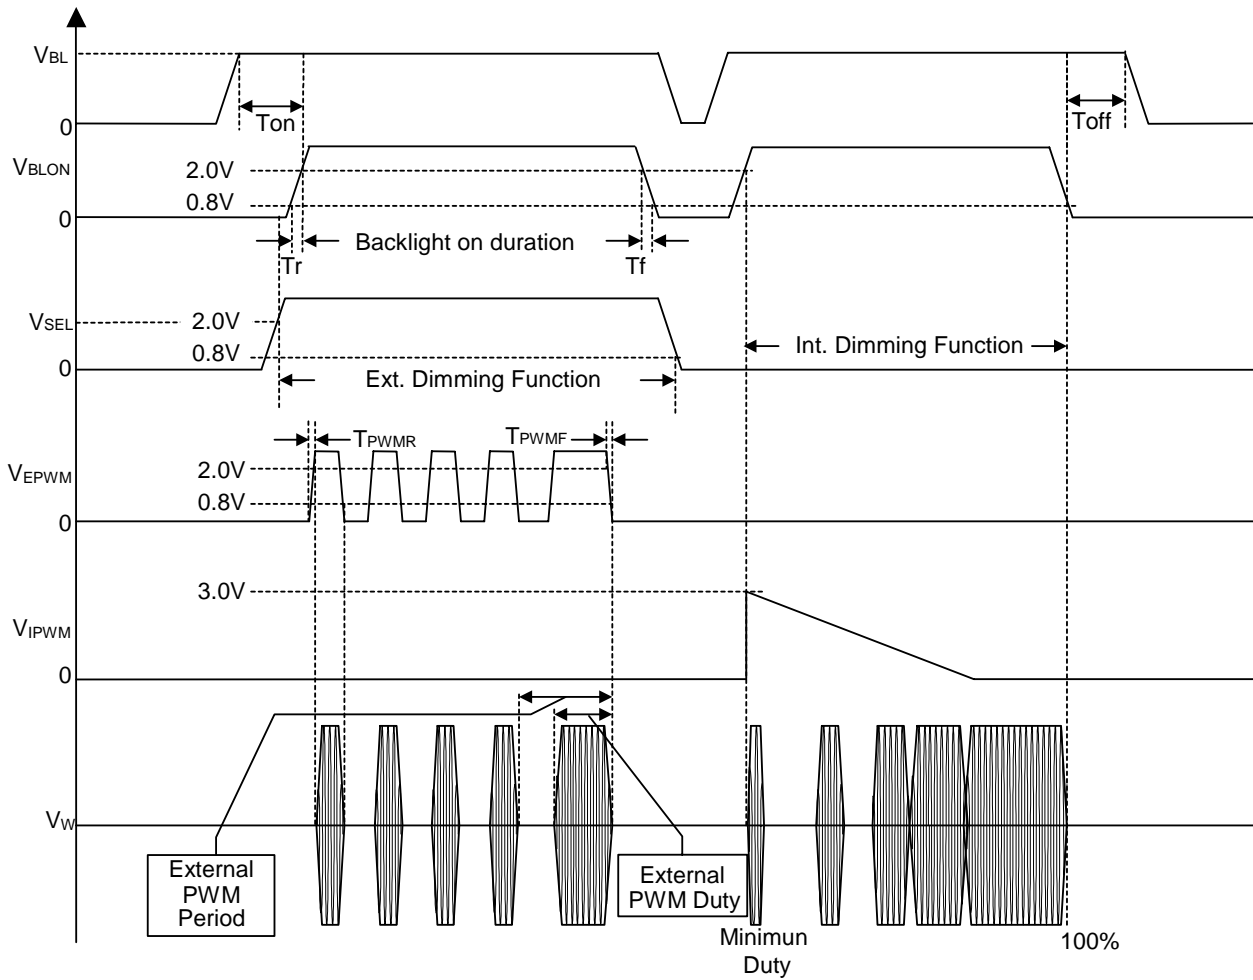 VBL
0
Ton
Toff
VBLON
2.0V
0.8V
0
Backlight on duration
Tr
Tf
VSEL
2.0V
0.8V
0
Int. Dimming Function
Ext. Dimming Function
TPWMR
TPWMF
VEPWM
2.0V
0.8V
0
3.0V
VIPWM
0
VW
External
PWM
Period
External
PWM Duty
Minimun
Duty
100%